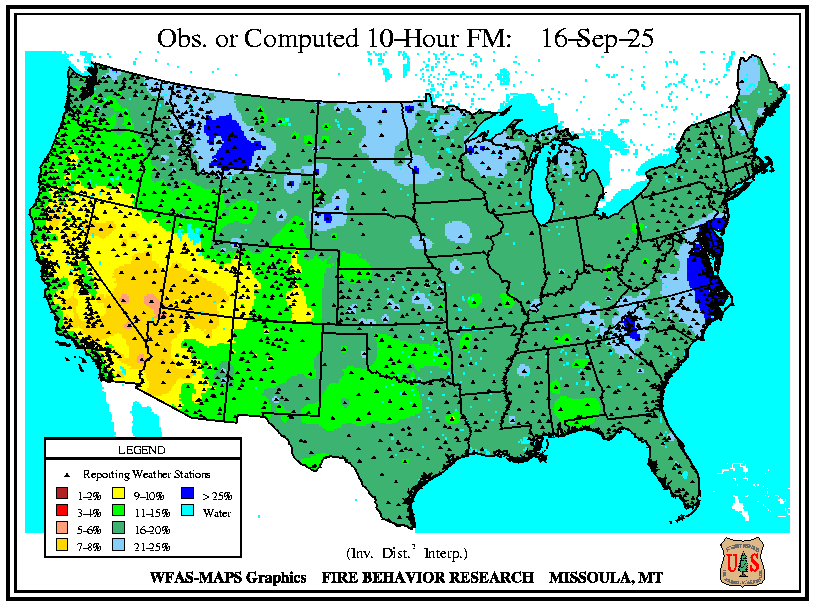 Obs. or Computed 10-Hour FM: 16-Sep-25
LEGEND
Reporting Weather Stations
1-2% 9-10% > 25%
3-4% 11-15% Water
5-6% 16-20%
7-8% 21-25%
(Inv. Dist.² Interp.)
U S
WFAS-MAPS Graphics FIRE BEHAVIOR RESEARCH MISSOULA, MT